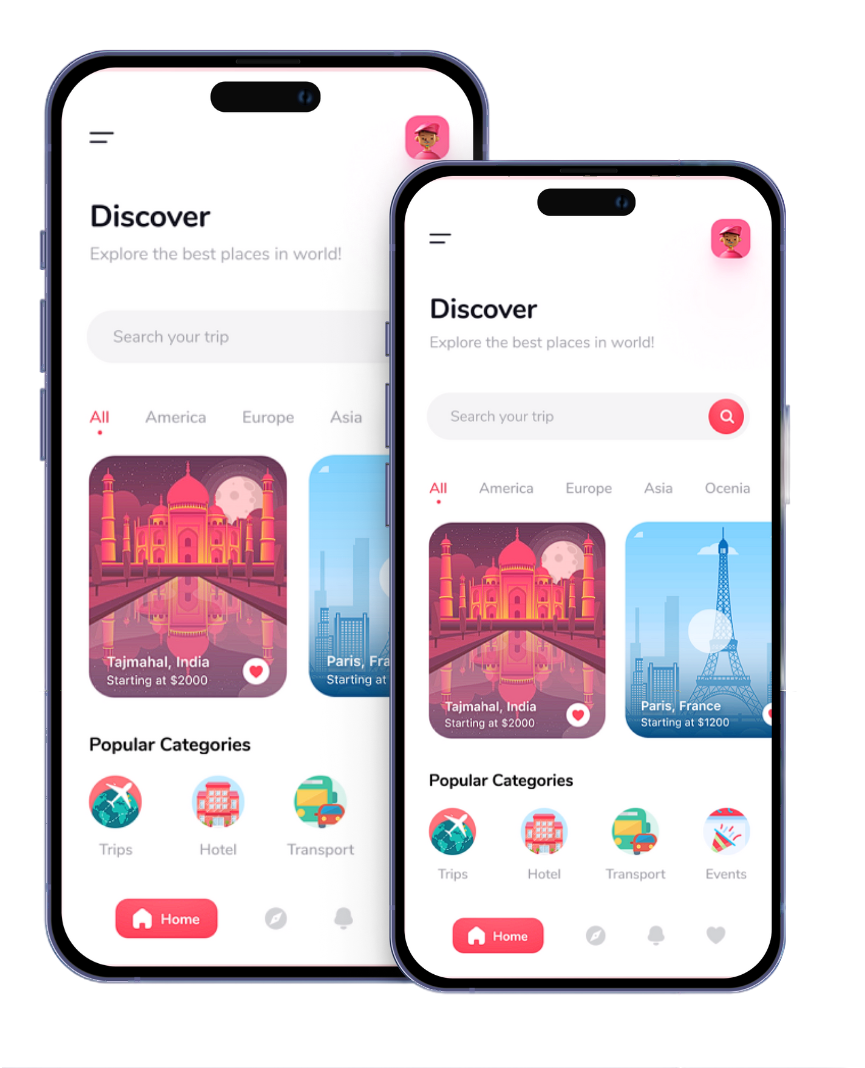 Discover
Explore the best places in world!
Search your trip
All America Europe Asia
Tajmahal, India
Starting at $2000
Paris, Fra
Starting at
Popular Categories
Trips Hotel Transport
Home
Discover
Explore the best places in world!
Search your trip
All America Europe Asia Ocenia
Tajmahal, India
Starting at $2000
Paris, France
Starting at $1200
Popular Categories
Trips Hotel Transport Events
Home